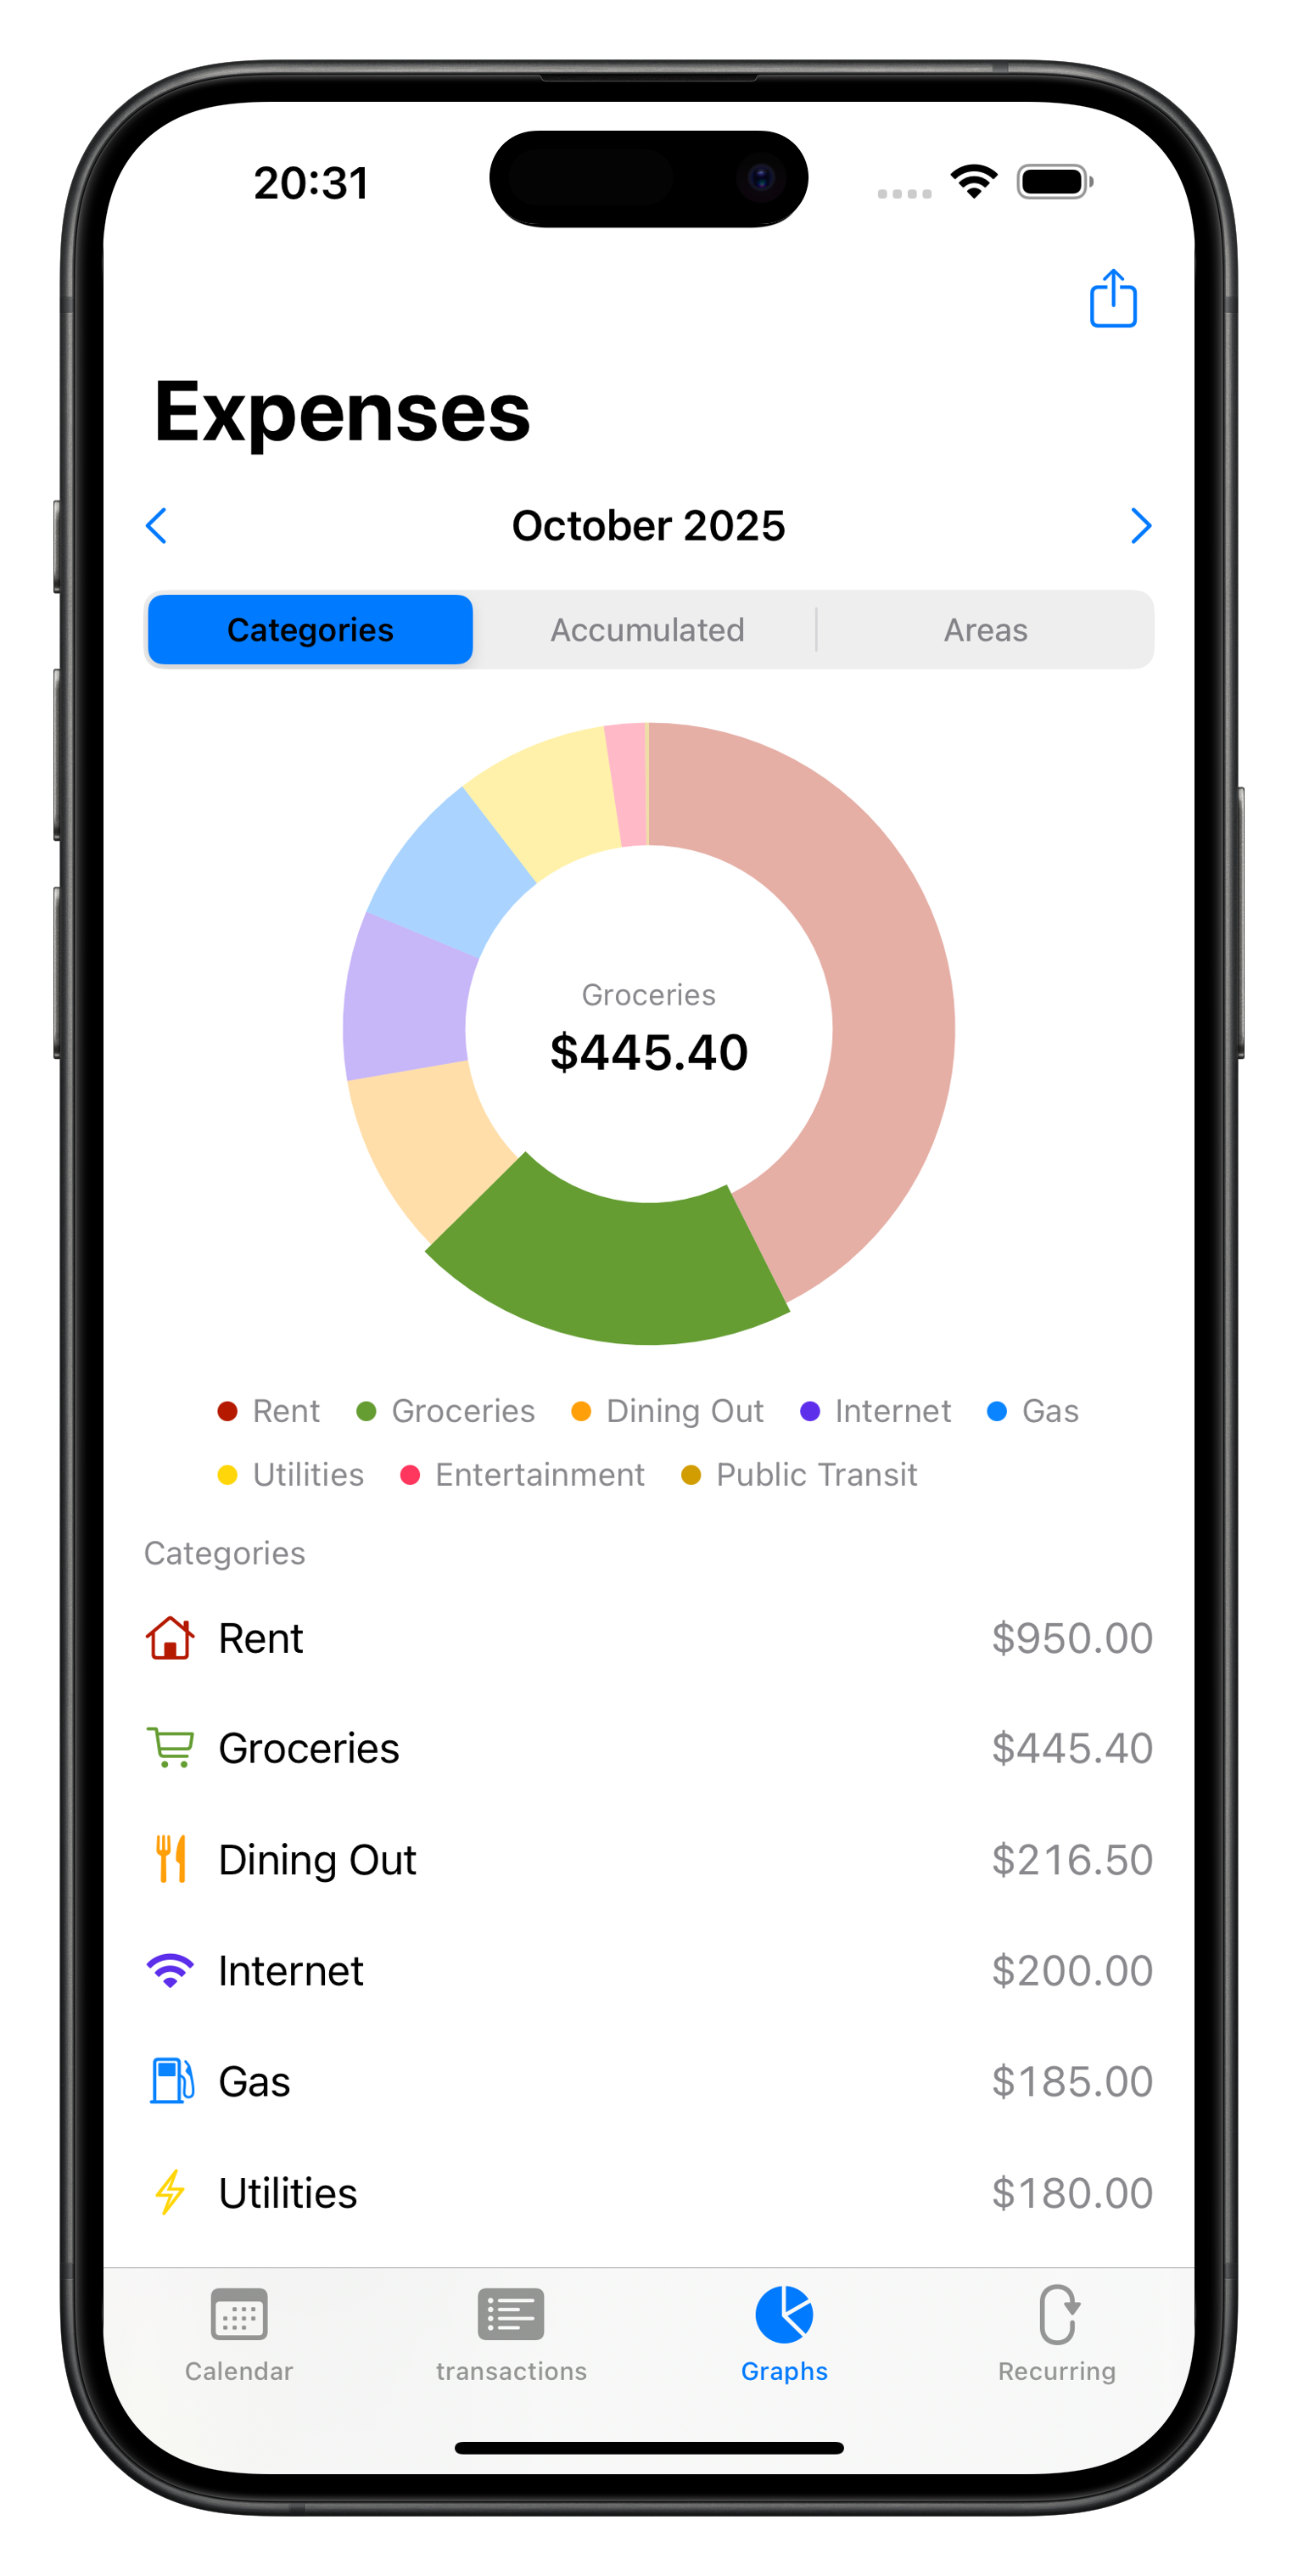 20:31
Expenses
October 2025
Categories Accumulated Areas
Groceries
$445.40
Rent Groceries Dining Out Internet Gas
Utilities Entertainment Public Transit
Categories
Rent $950.00
Groceries $445.40
Dining Out $216.50
Internet $200.00
Gas $185.00
Utilities $180.00
Calendar transactions Graphs Recurring